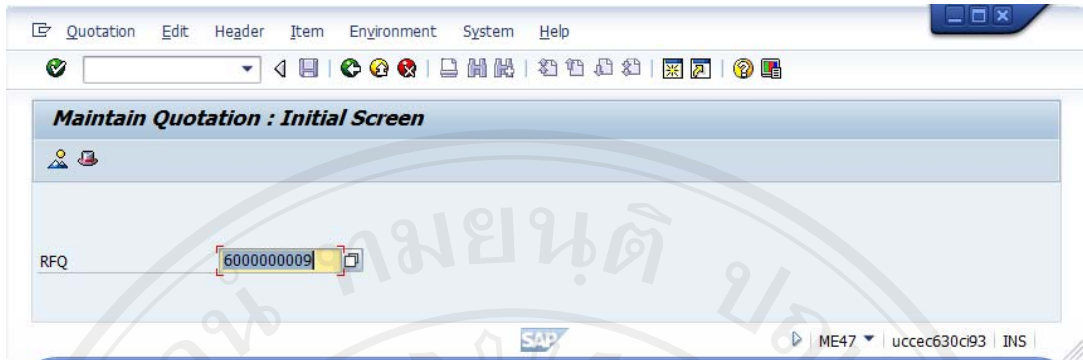 Quotation Edit Header Item Environment System Help
Maintain Quotation : Initial Screen
RFQ 6000000009
SAP ME47 uccec630ci93 INS